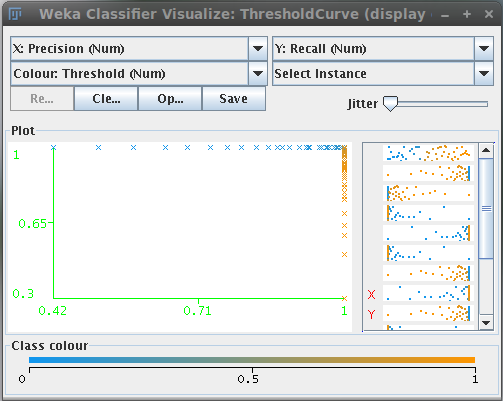 Weka Classifier Visualize: ThresholdCurve (display
X: Precision (Num)
Y: Recall (Num)
Colour: Threshold (Num)
Select Instance
Re...
Cle...
Op...
Save
Jitter
Plot
1
0.65
0.3
0.42
0.71
1
X
Y
Class colour
0
0.5
1